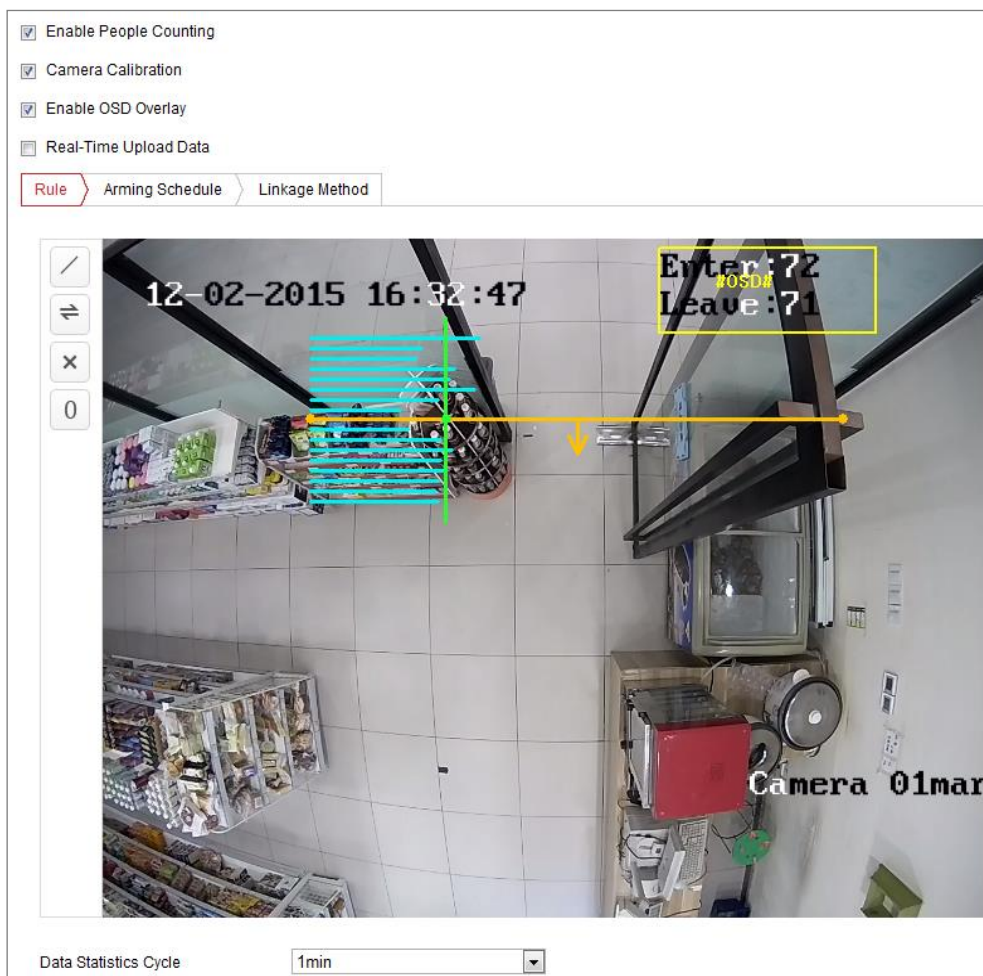 Enable People Counting
Camera Calibration
Enable OSD Overlay
Real-Time Upload Data
Rule Arming Schedule Linkage Method
12-02-2015 16:32:47
Enter:72
#OSD#
Leave:71
0
Camera 01mar
Data Statistics Cycle 1min